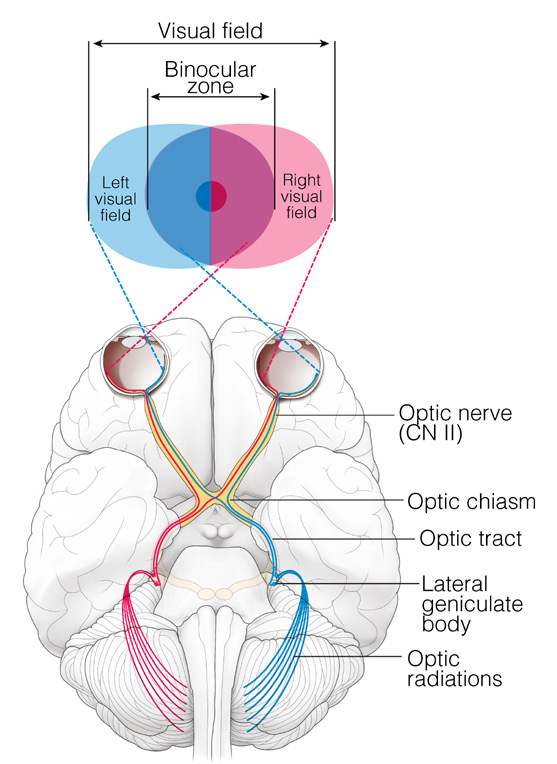 Visual field
Binocular
zone
Left
visual
field
Right
visual
field
Optic nerve
(CN II)
Optic chiasm
Optic tract
Lateral
geniculate
body
Optic
radiations